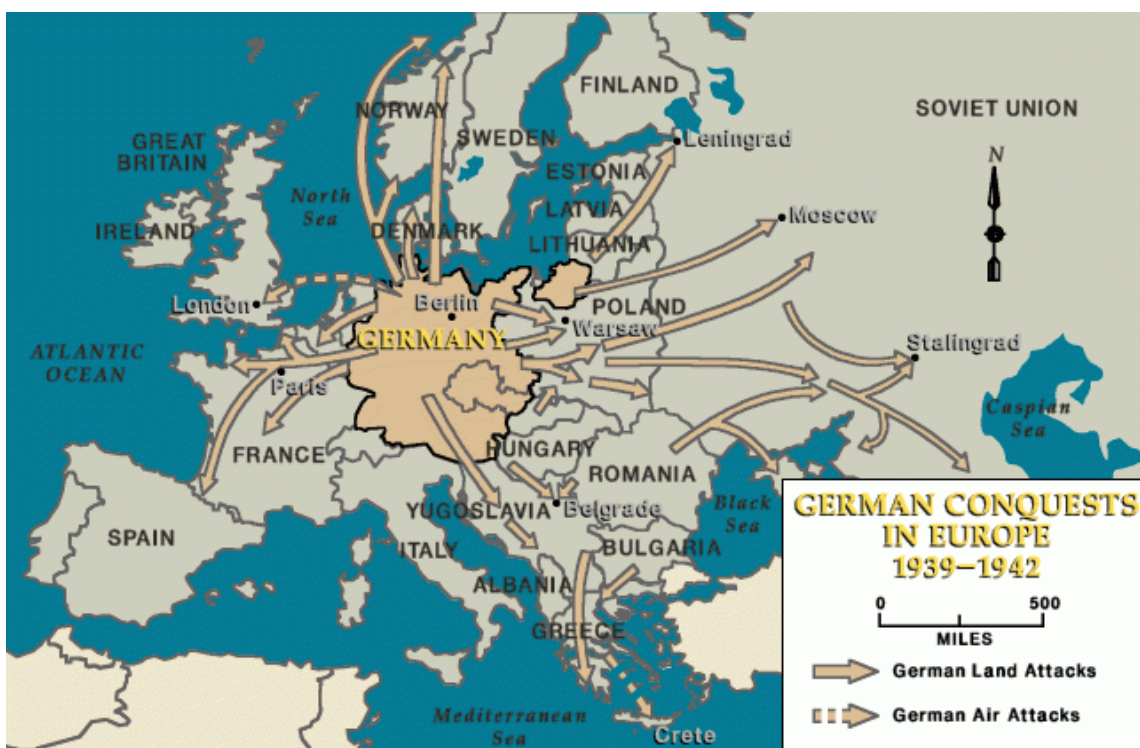 FINLAND
SOVIET UNION
NORWAY
SWEDEN
Leningrad
GREAT
BRITAIN
N
ESTONIA
North
Sea
LATVIA
Moscow
IRELAND
DENMARK
LITHUANIA
London
Berlin
POLAND
Warsaw
GERMANY
Stalingrad
ATLANTIC
OCEAN
Paris
Caspian
Sea
FRANCE
HUNGARY
ROMANIA
YUGOSLAVIA
Belgrade
Black
Sea
SPAIN
ITALY
BULGARIA
ALBANIA
GREECE
Mediterranean
Sea
Crete
GERMAN CONQUESTS
IN EUROPE
1939–1942
0 500
MILES
German Land Attacks
German Air Attacks